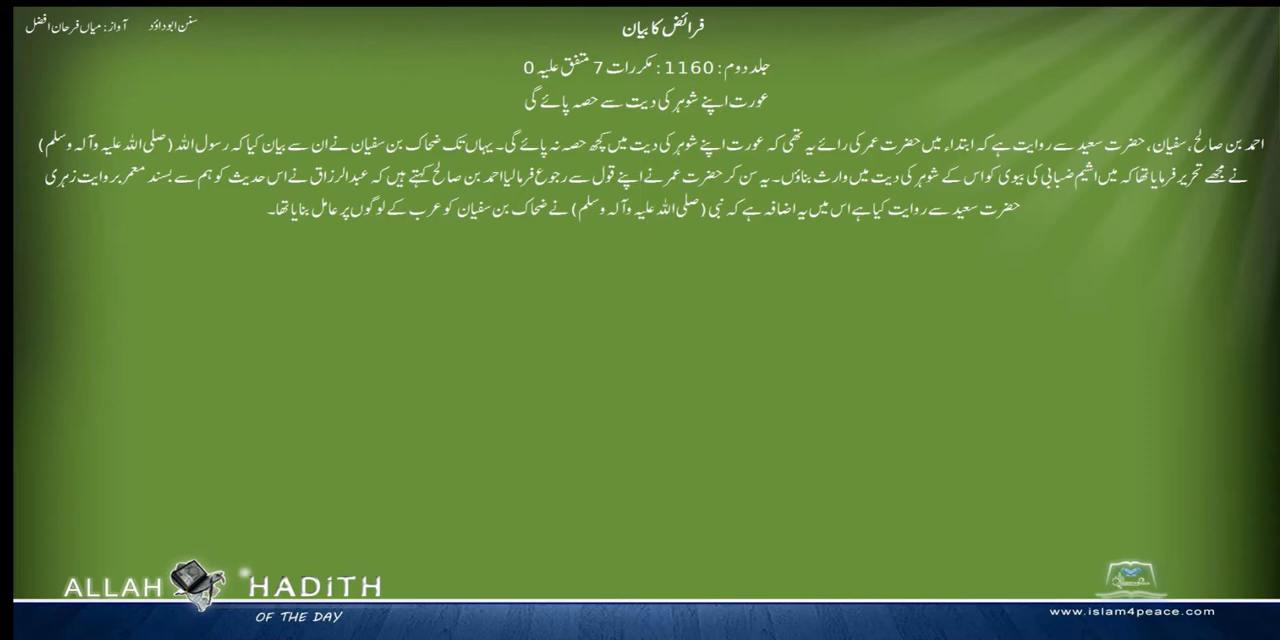 سنن ابوداؤد آواز: میاں فرحان افضل
فرائض کا بیان
جلد دوم : 1160 : مکررات 7 متفق علیہ 0
عورت اپنے شوہر کی دیت سے حصہ پائے گی
احمد بن صالح، سفیان، حضرت سعید سے روایت ہے کہ ابتداء میں حضرت عمر کی رائے یہ تھی کہ عورت اپنے شوہر کی دیت میں کچھ حصہ نہ پائے گی۔ یہاں تک ضحاک بن سفیان نے ان سے بیان کیا کہ رسول اللہ (صلی اللہ علیہ وآلہ وسلم)
نے مجھے تحریر فرمایا تھا کہ میں اشیم ضبابی کی بیوی کو اس کے شوہر کی دیت میں وارث بناؤں۔ یہ سن کر حضرت عمر نے اپنے قول سے رجوع فرما لیا احمد بن صالح کہتے ہیں کہ عبدالرزاق نے اس حدیث کو ہم سے بسند معمر بروایت زہری
حضرت سعید سے روایت کیا ہے اس میں یہ اضافہ ہے کہ نبی (صلی اللہ علیہ وآلہ وسلم) نے ضحاک بن سفیان کو عرب کے لوگوں پر عامل بنایا تھا۔
ALLAH HADITH
OF THE DAY
www.islam4peace.com